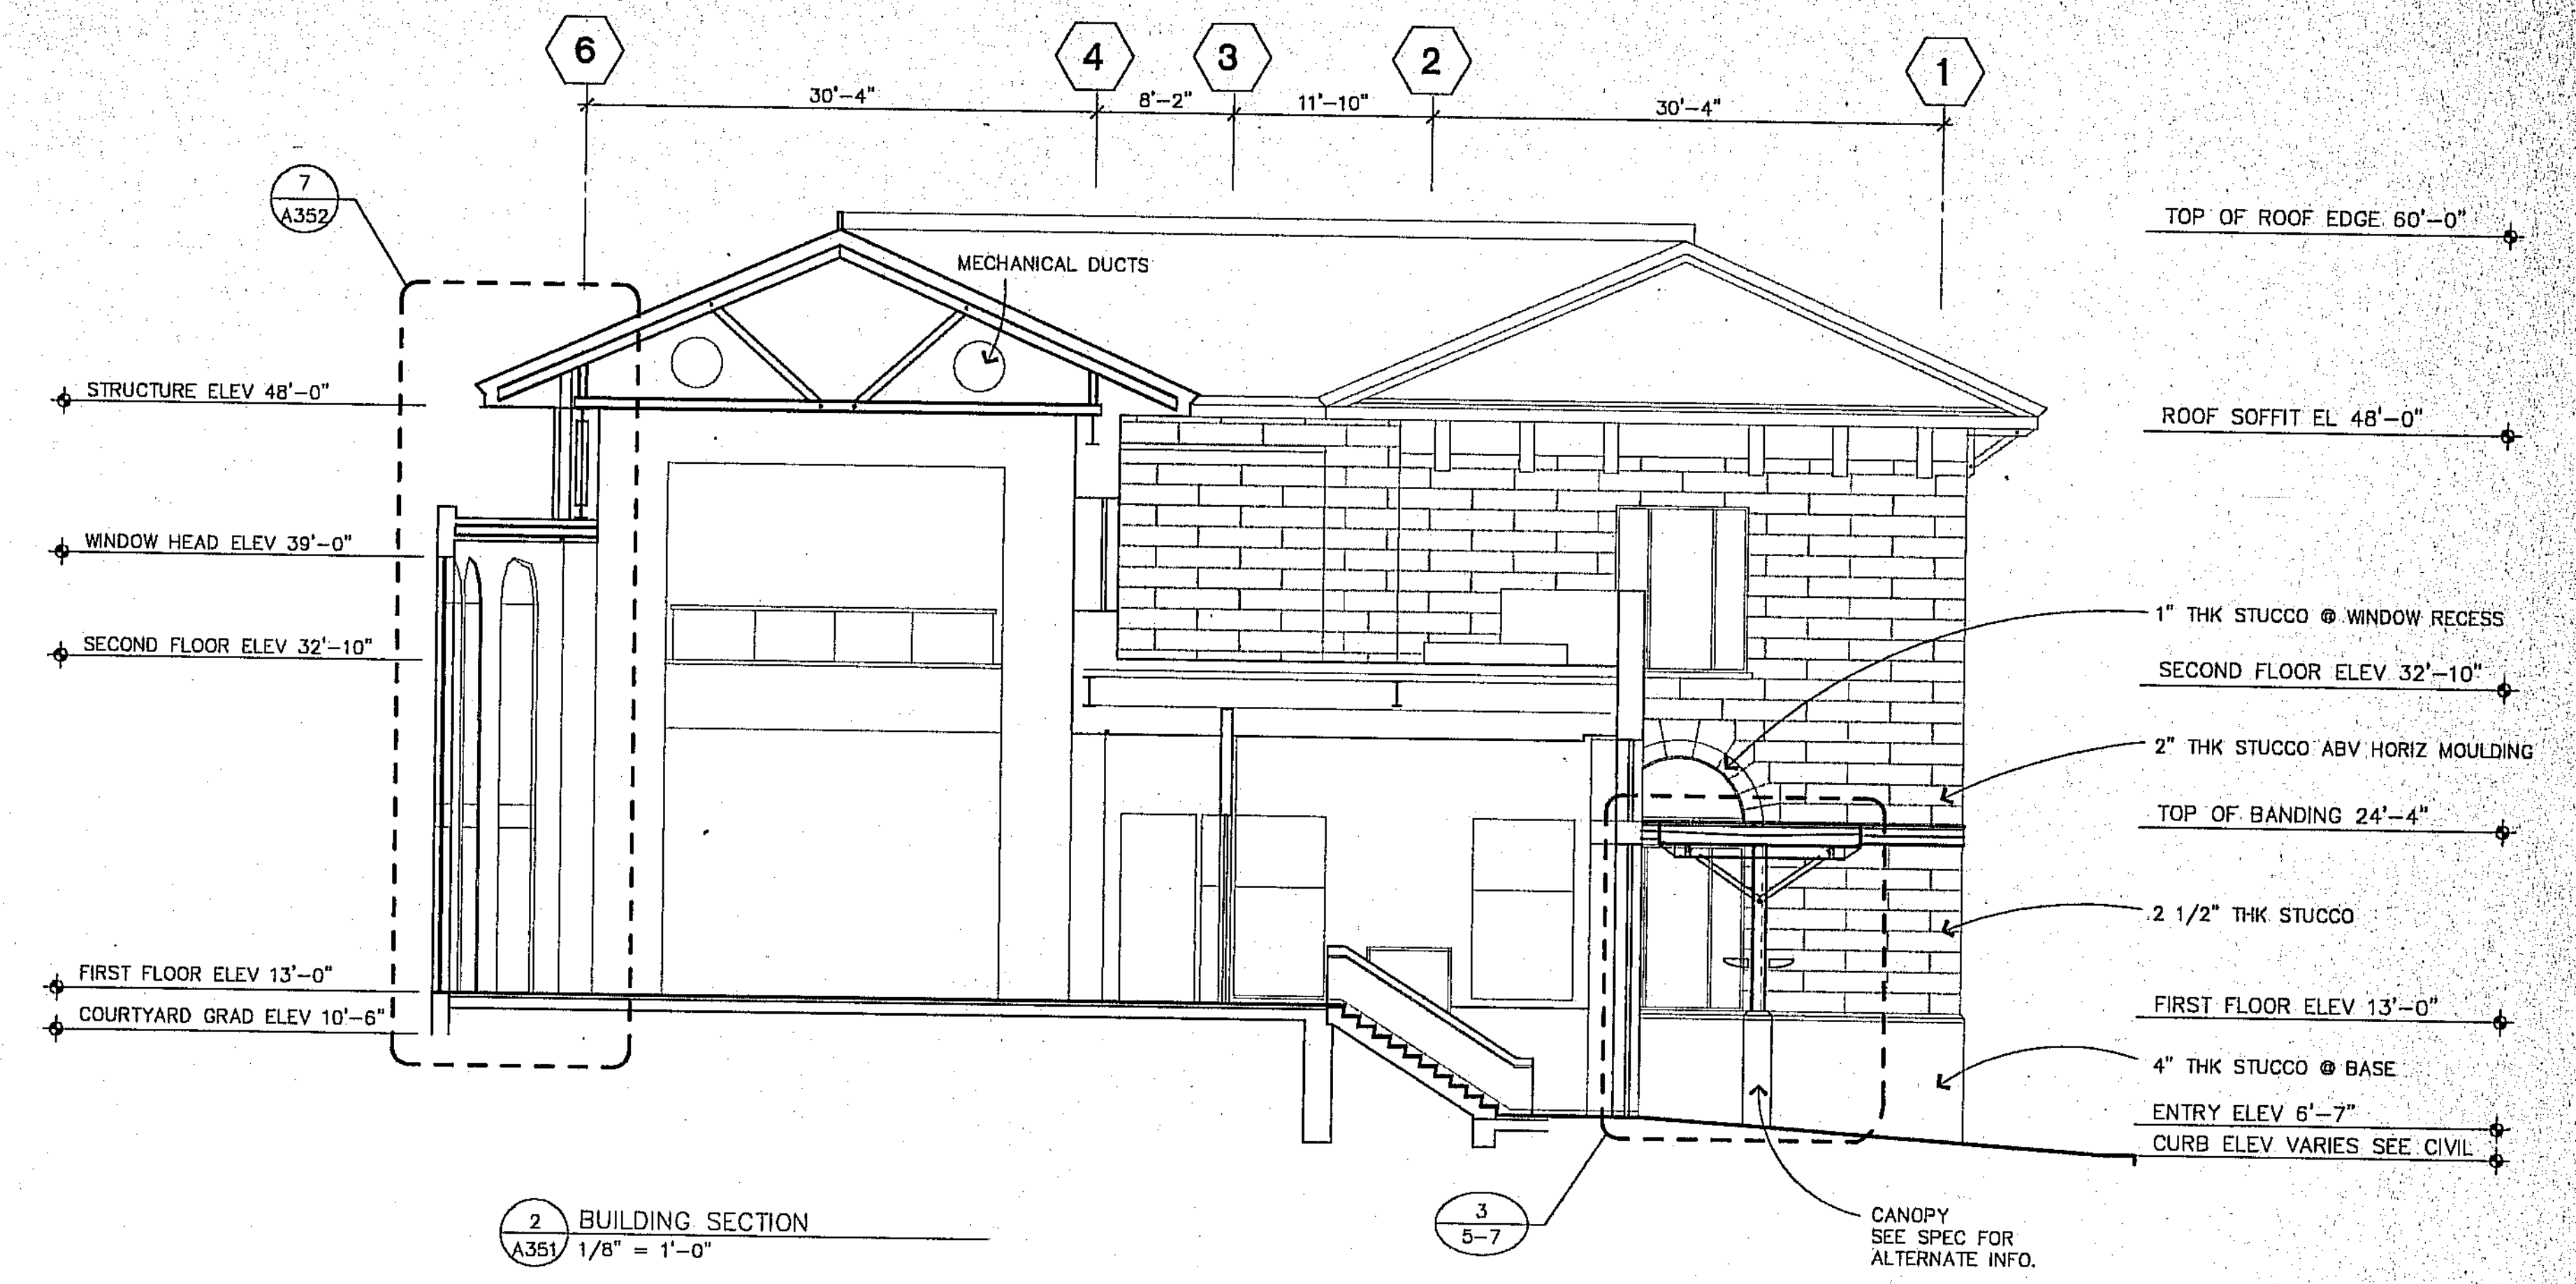 6
4
3
2
1
30'-4"
8'-2"
11'-10"
30'-4"
7
A352
TOP OF ROOF EDGE 60'-0"
MECHANICAL DUCTS
STRUCTURE ELEV 48'-0"
ROOF SOFFIT EL 48'-0"
WINDOW HEAD ELEV 39'-0"
SECOND FLOOR ELEV 32'-10"
1" THK STUCCO @ WINDOW RECESS
SECOND FLOOR ELEV 32'-10"
2" THK STUCCO ABV HORIZ MOULDING
TOP OF BANDING 24'-4"
2 1/2" THK STUCCO
FIRST FLOOR ELEV 13'-0"
COURTYARD GRAD ELEV 10'-6"
FIRST FLOOR ELEV 13'-0"
4" THK STUCCO @ BASE
ENTRY ELEV 6'-7"
CURB ELEV VARIES SEE CIVIL
2
A351
BUILDING SECTION
1/8" = 1'-0"
3
5-7
CANOPY
SEE SPEC FOR
ALTERNATE INFO.